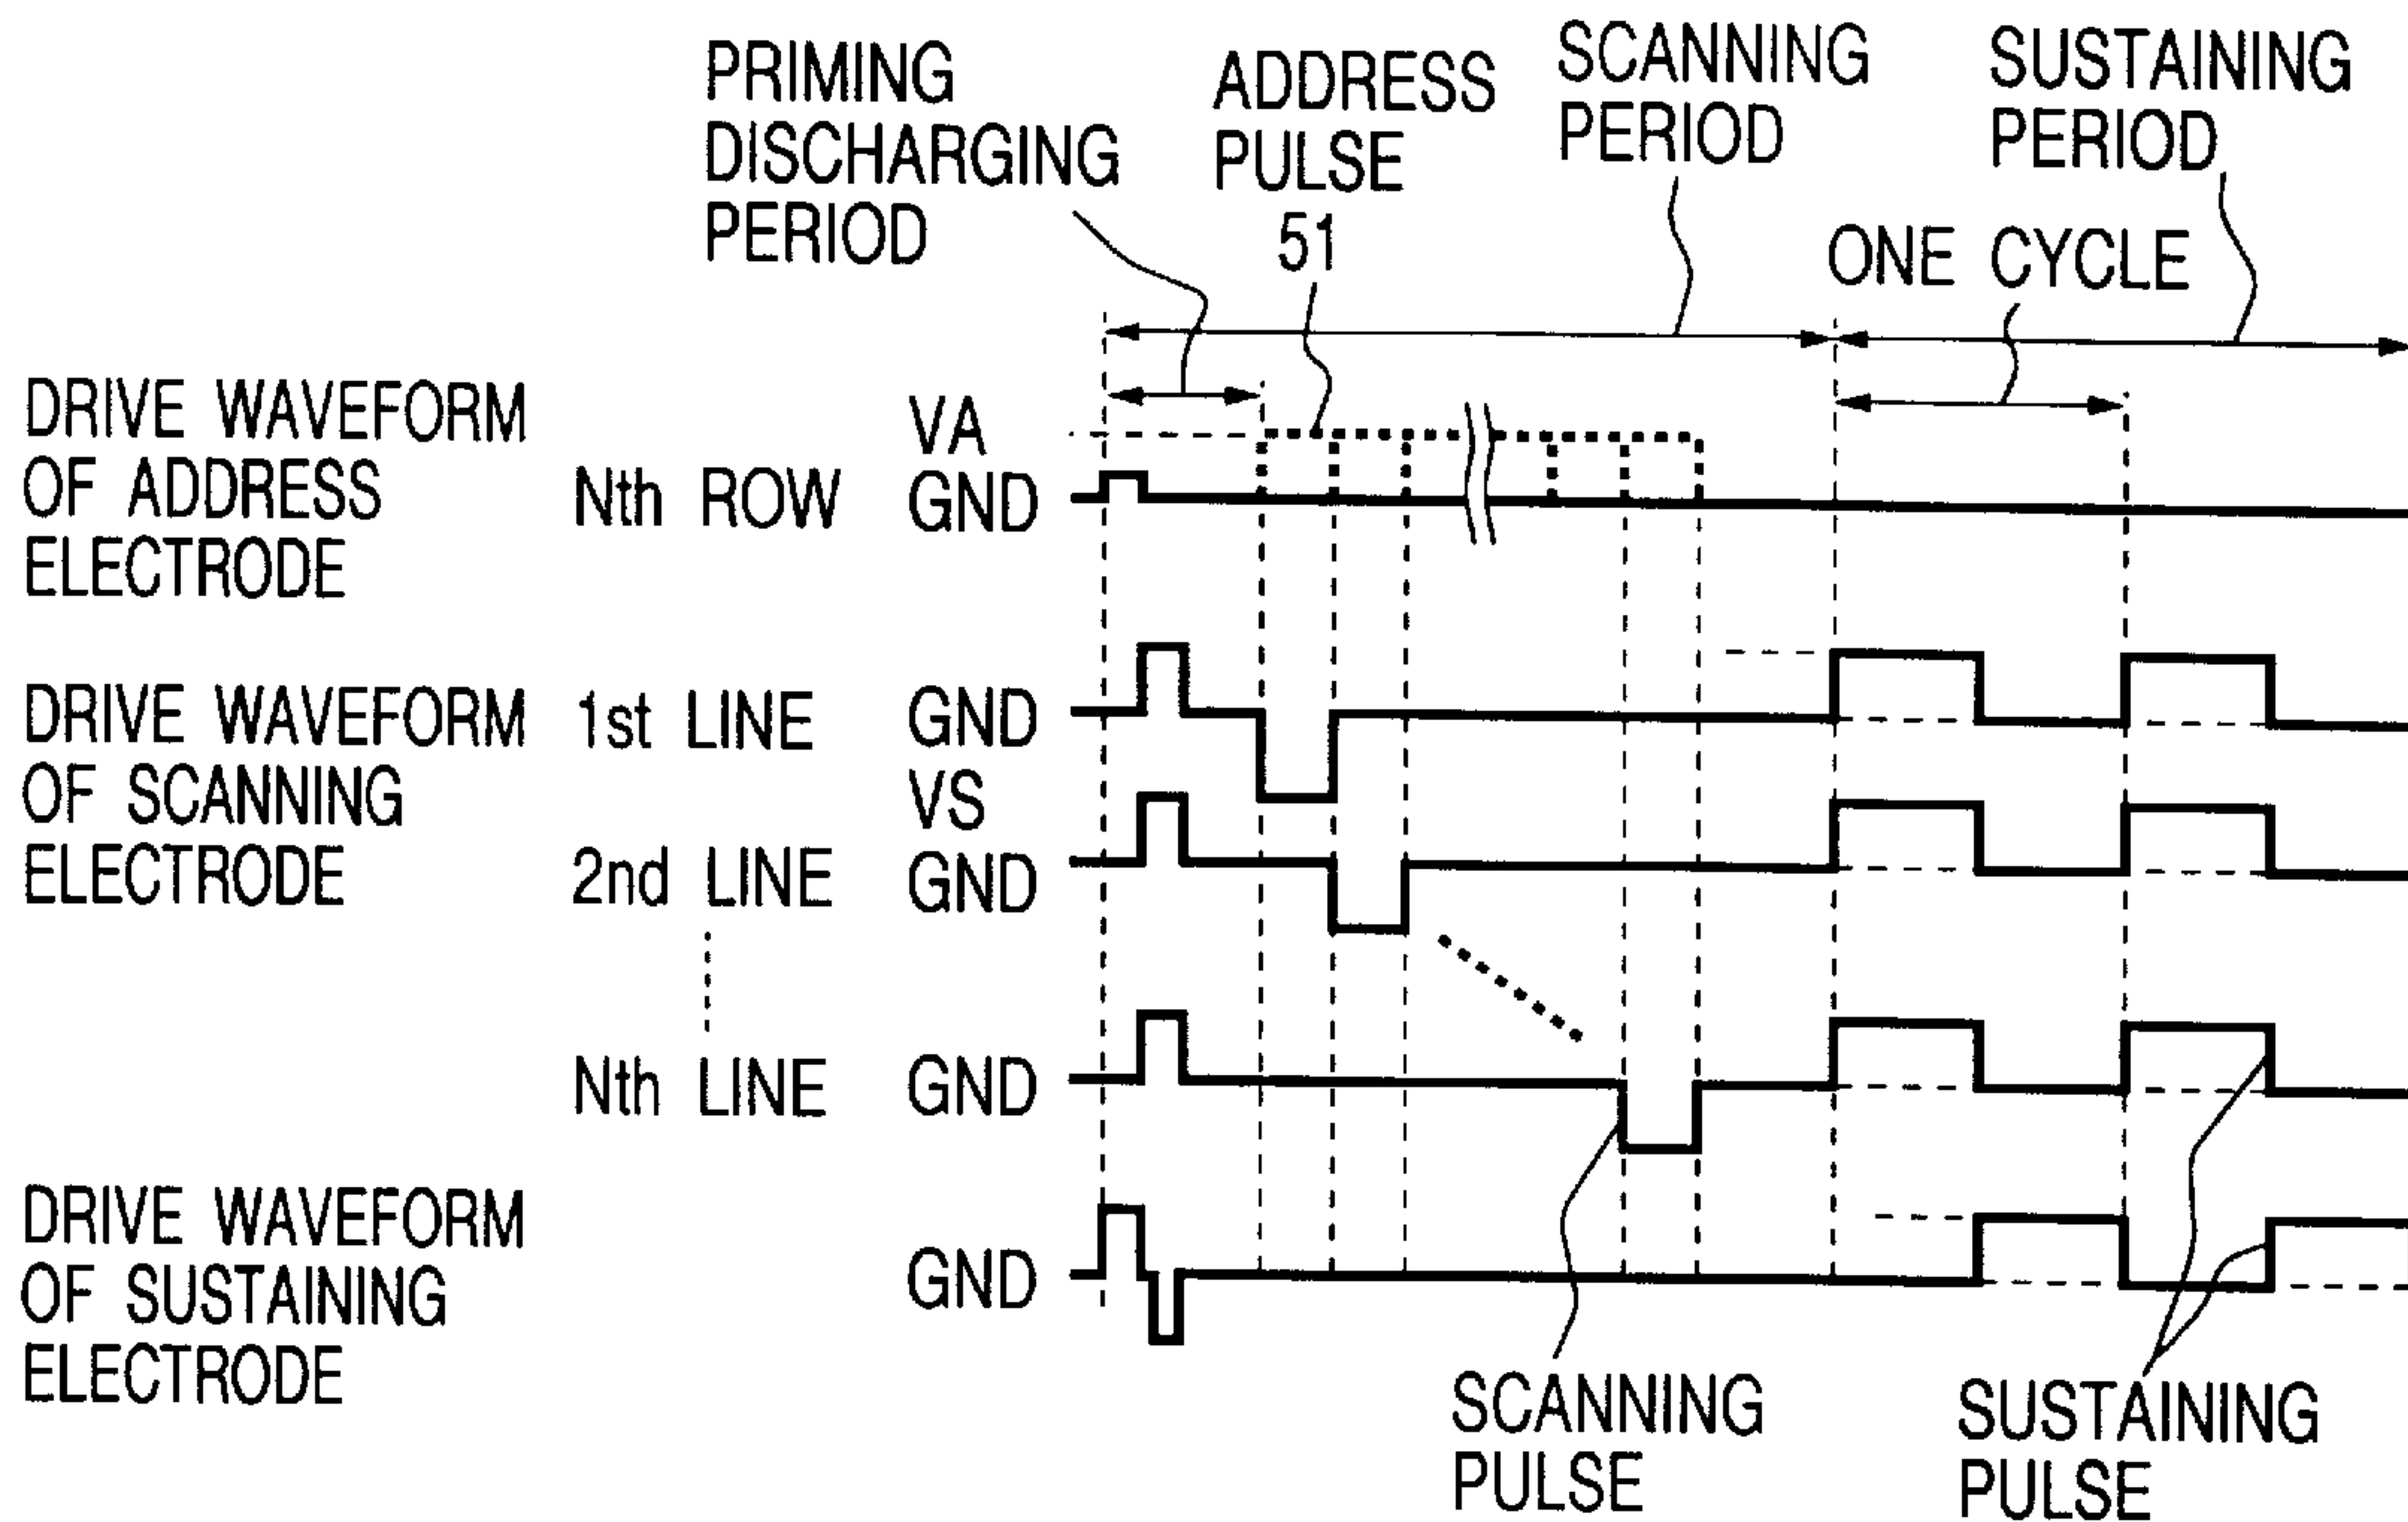 PRIMING
DISCHARGING
PERIOD
ADDRESS
PULSE
51
SCANNING
PERIOD
SUSTAINING
PERIOD
ONE CYCLE
DRIVE WAVEFORM
OF ADDRESS
ELECTRODE
Nth ROW
VA
GND
DRIVE WAVEFORM
OF SCANNING
ELECTRODE
1st LINE
GND
VS
2nd LINE
GND
Nth LINE
GND
DRIVE WAVEFORM
OF SUSTAINING
ELECTRODE
GND
SCANNING
PULSE
SUSTAINING
PULSE